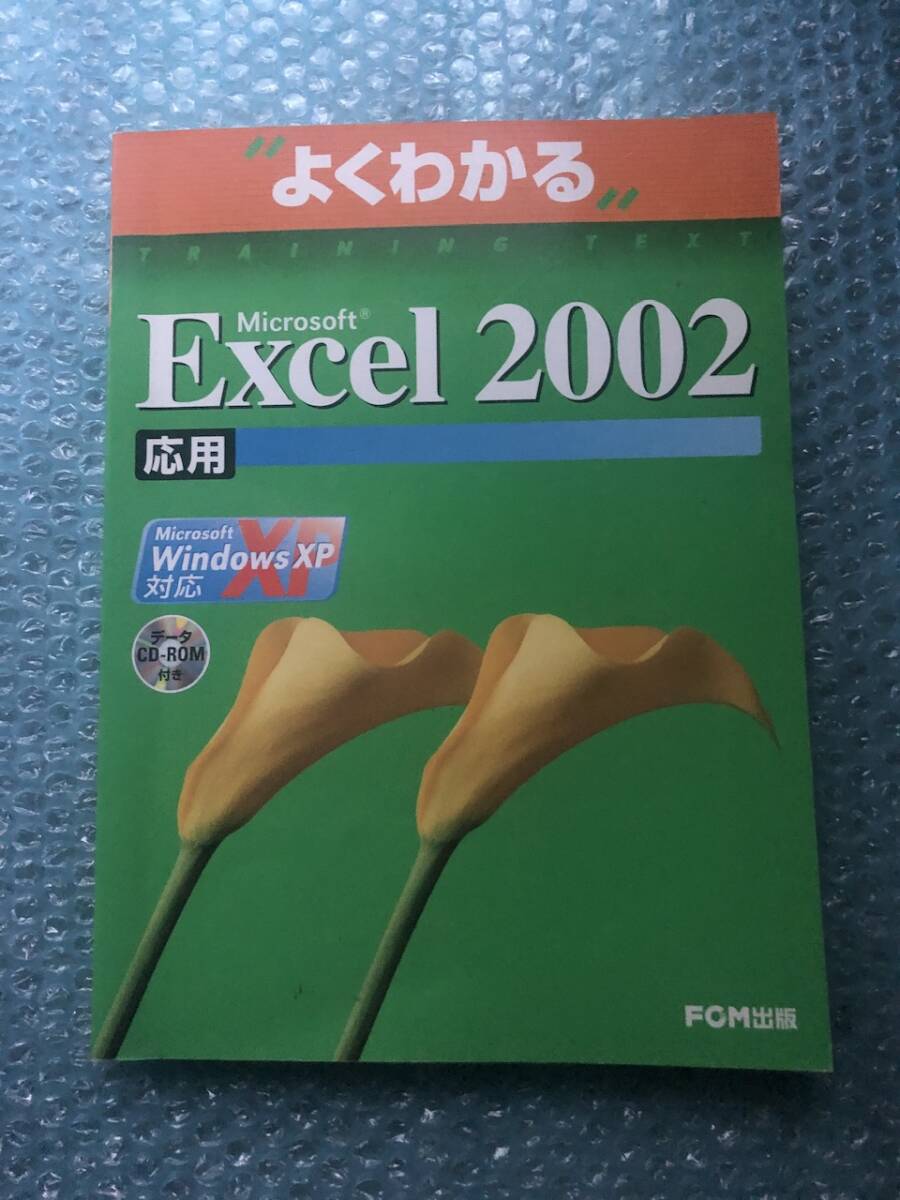 "よくわかる"
TRAINING TEXT
Microsoft®
Excel 2002
応用
Microsoft
Windows XP
XP
対応
データ
CD-ROM
付き
FOM出版